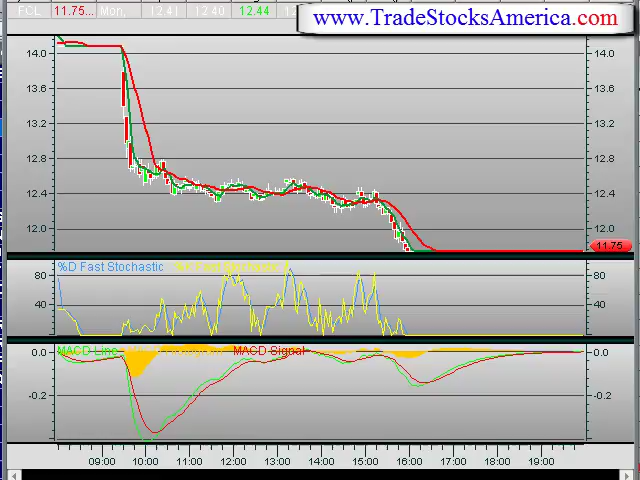 FCL 11.75... Mon, 12.41 12.40 12.44
www.TradeStocksAmerica.com
14.0 14.0
13.6 13.6
13.2 13.2
12.8 12.8
12.4 12.4
12.0 12.0
11.75
%D Fast Stochastic %K Fast Stochastic
80 80
40 40
MACD Line MACD Signal
0.0 0.0
-0.2 -0.2
09:00 10:00 11:00 12:00 13:00 14:00 15:00 16:00 17:00 18:00 19:00